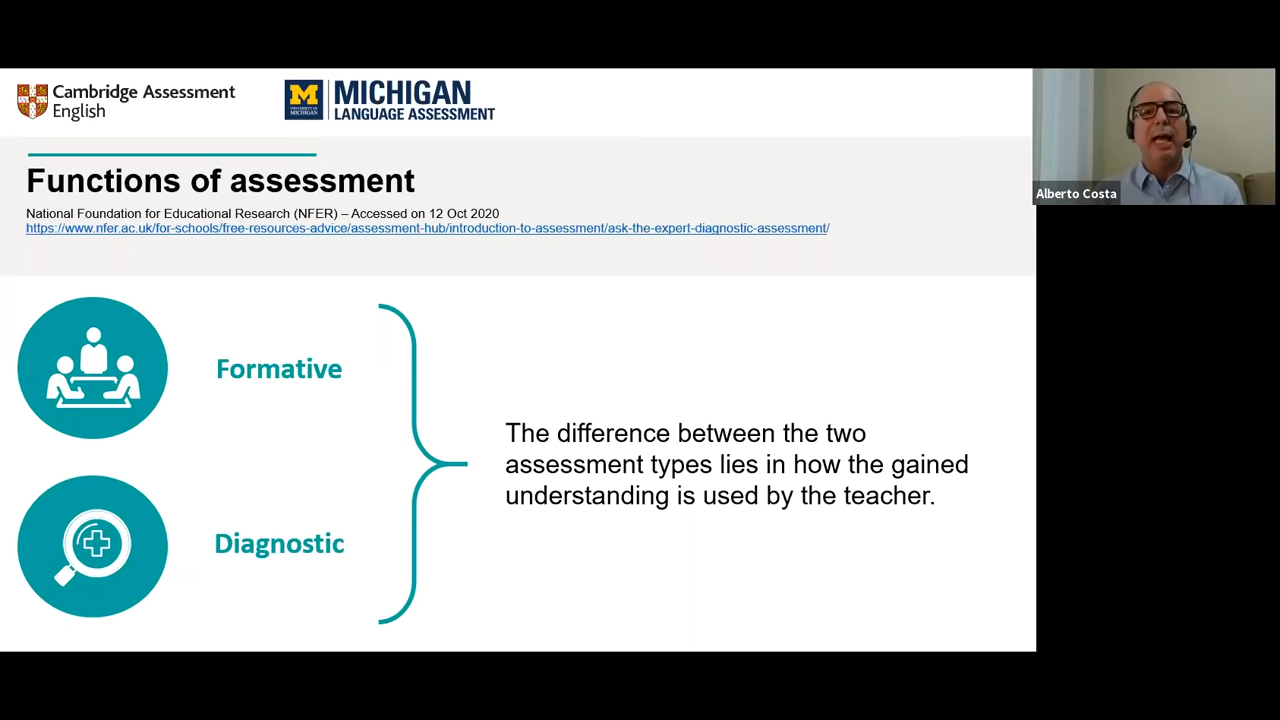 Cambridge Assessment
English
M
UNIVERSITY OF
MICHIGAN
MICHIGAN
LANGUAGE ASSESSMENT
Alberto Costa
Functions of assessment
National Foundation for Educational Research (NFER) – Accessed on 12 Oct 2020
https://www.nfer.ac.uk/for-schools/free-resources-advice/assessment-hub/introduction-to-assessment/ask-the-expert-diagnostic-assessment/
Formative
The difference between the two
assessment types lies in how the gained
understanding is used by the teacher.
Diagnostic